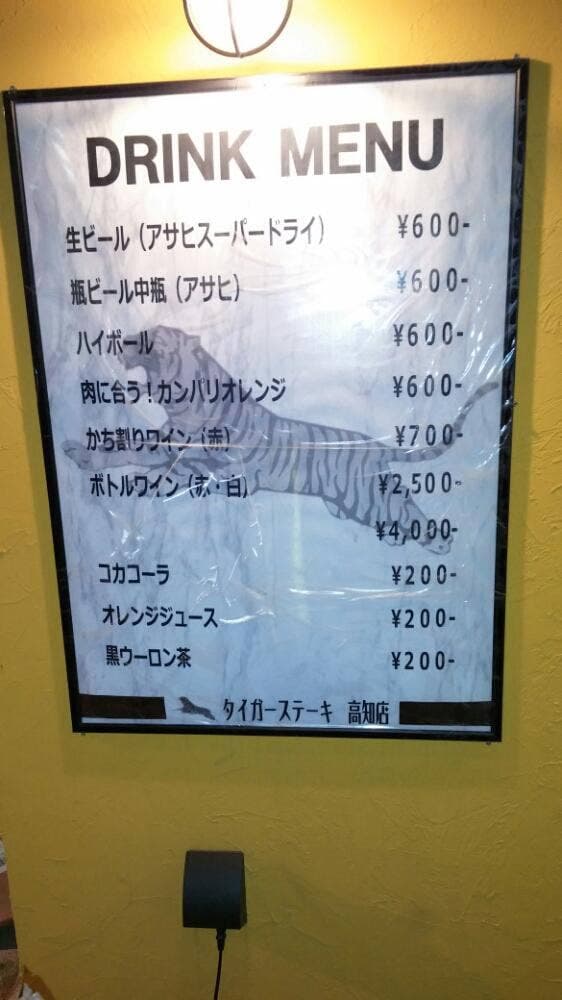 DRINK MENU
生ビール（アサヒスーパードライ） ¥600-
瓶ビール中瓶（アサヒ） ¥600-
ハイボール ¥600-
肉に合う！カンパリオレンジ ¥600-
かち割りワイン（赤） ¥700-
ボトルワイン（赤・白） ¥2,500-
¥4,000-
コカコーラ ¥200-
オレンジジュース ¥200-
黒ウーロン茶 ¥200-
タイガーステーキ 高知店